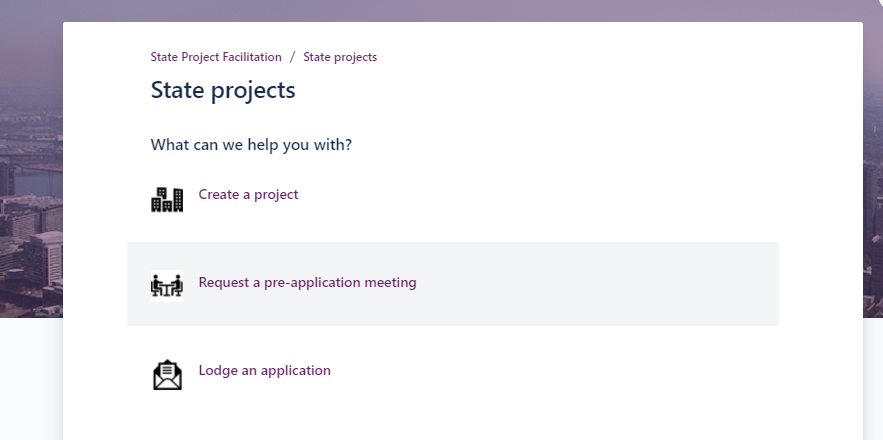 State Project Facilitation / State projects
State projects
What can we help you with?
Create a project
Request a pre-application meeting
Lodge an application